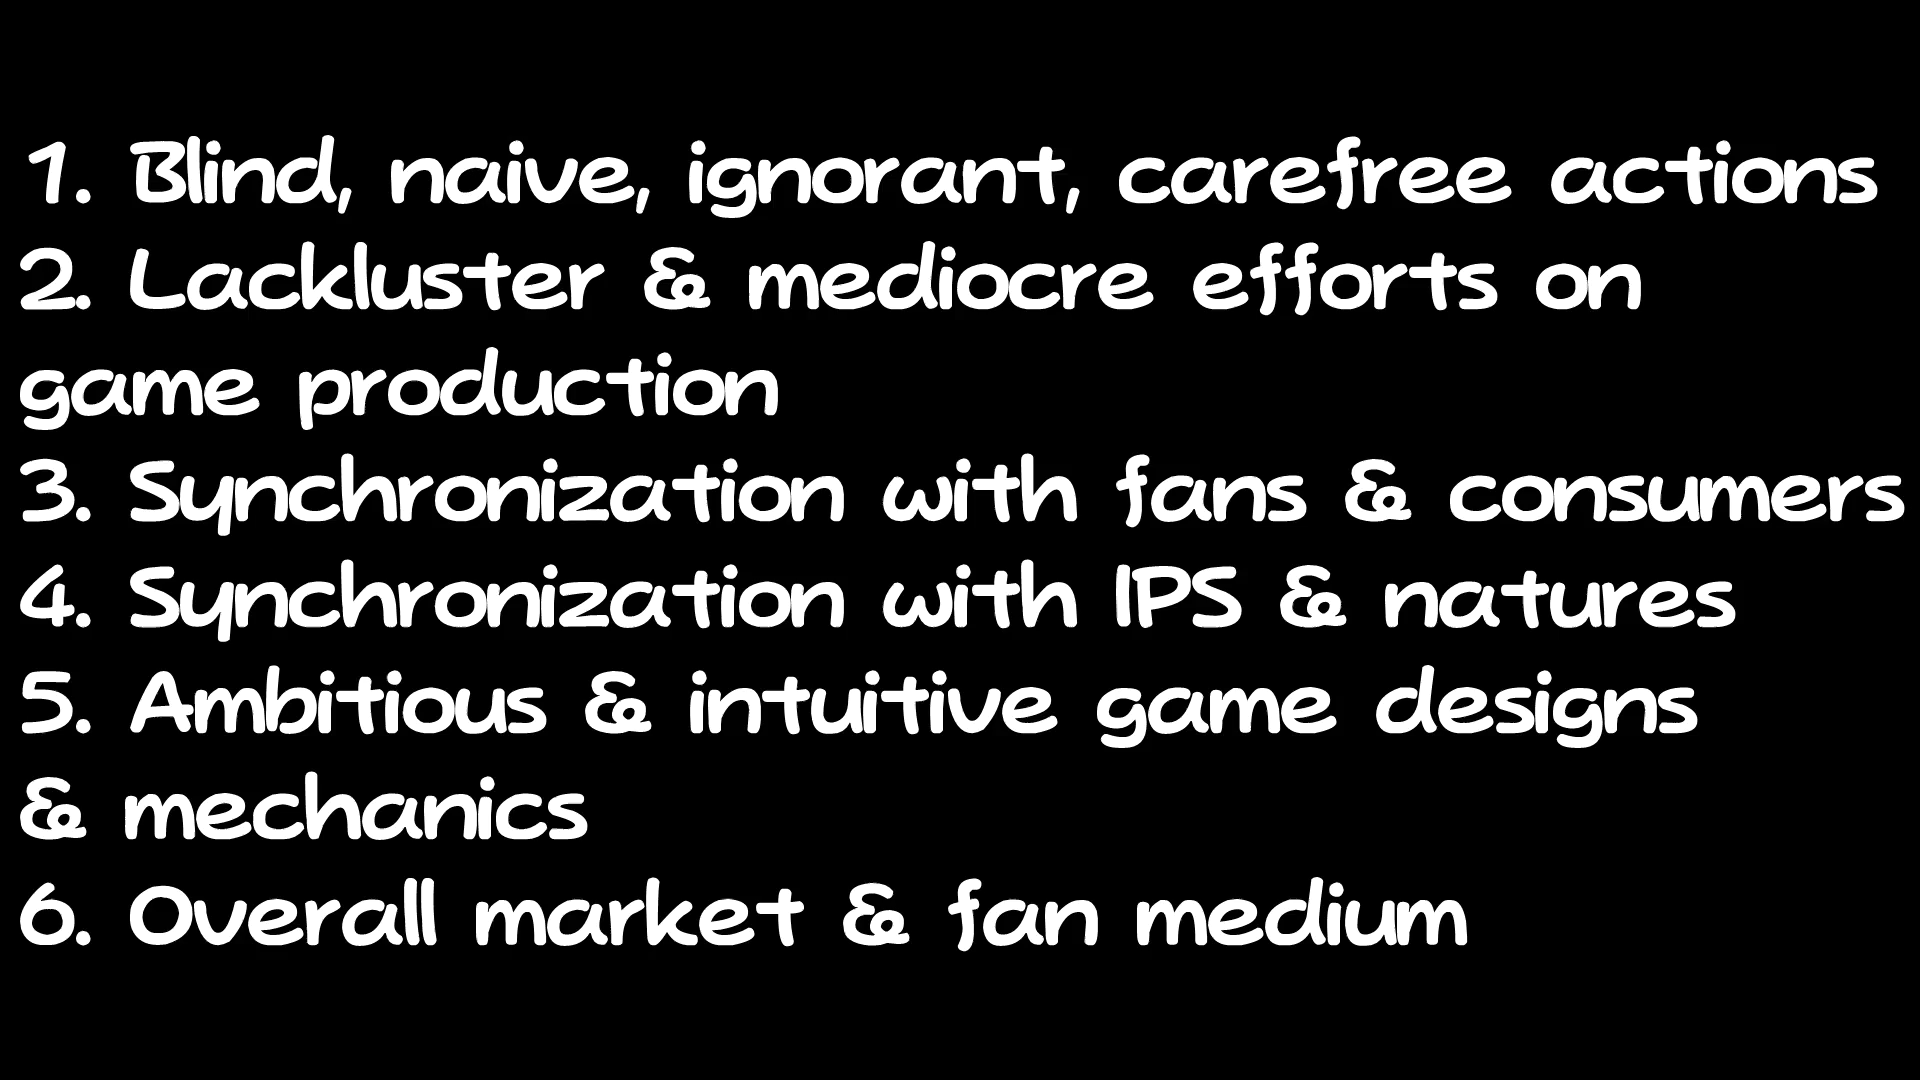 1. Blind, naive, ignorant, carefree actions
2. Lackluster & mediocre efforts on
game production
3. Synchronization with fans & consumers
4. Synchronization with IPS & natures
5. Ambitious & intuitive game designs
& mechanics
6. Overall market & fan medium